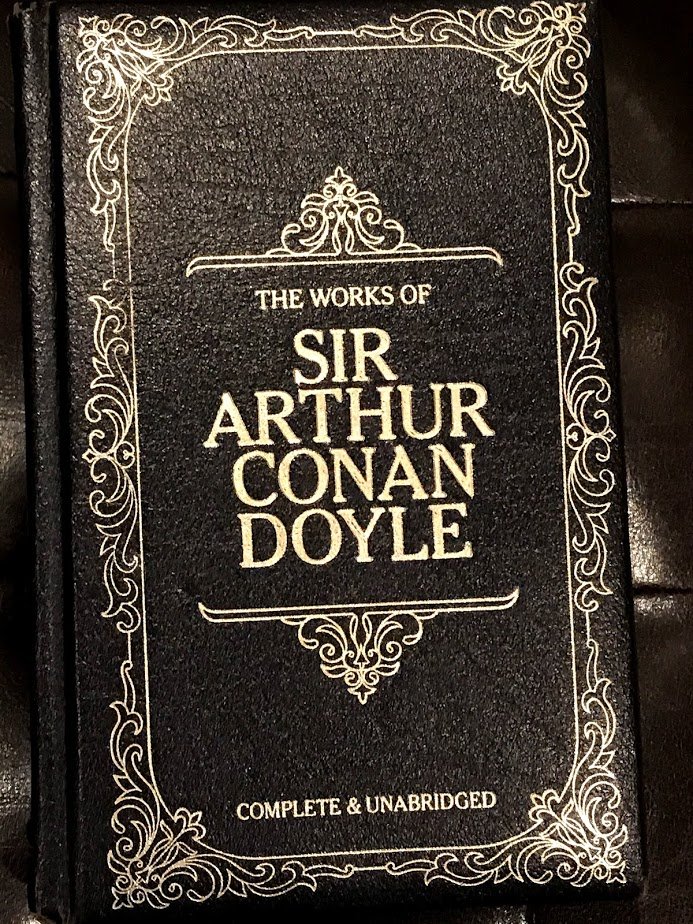 THE WORKS OF
SIR
ARTHUR
CONAN
DOYLE
COMPLETE & UNABRIDGED